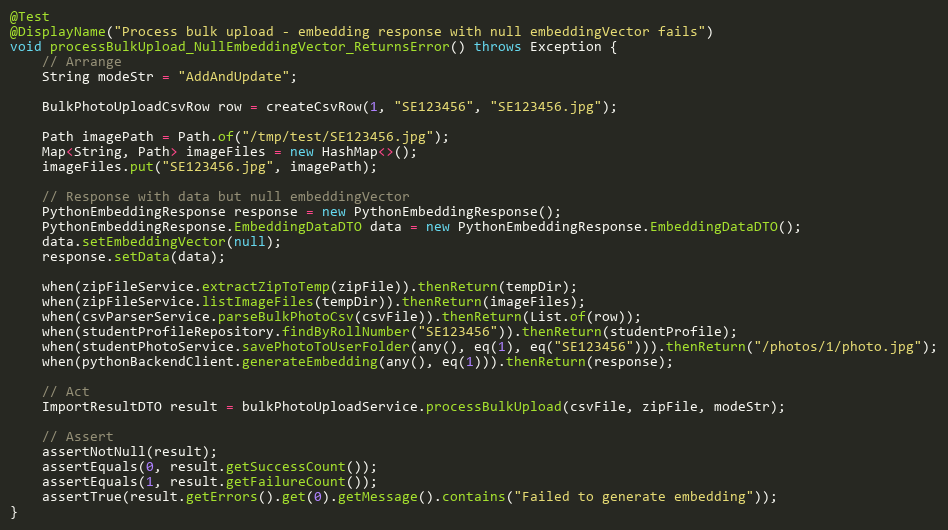 @Test
@DisplayName("Process bulk upload - embedding response with null embeddingVector fails")
void processBulkUpload_NullEmbeddingVector_ReturnsError() throws Exception {
    // Arrange
    String modeStr = "AddAndUpdate";

    BulkPhotoUploadCsvRow row = createCsvRow(1, "SE123456", "SE123456.jpg");

    Path imagePath = Path.of("/tmp/test/SE123456.jpg");
    Map<String, Path> imageFiles = new HashMap<>();
    imageFiles.put("SE123456.jpg", imagePath);

    // Response with data but null embeddingVector
    PythonEmbeddingResponse response = new PythonEmbeddingResponse();
    PythonEmbeddingResponse.EmbeddingDataDTO data = new PythonEmbeddingResponse.EmbeddingDataDTO();
    data.setEmbeddingVector(null);
    response.setData(data);

    when(zipFileService.extractZipToTemp(zipFile)).thenReturn(tempDir);
    when(zipFileService.listImageFiles(tempDir)).thenReturn(imageFiles);
    when(csvParserService.parseBulkPhotoCsv(csvFile)).thenReturn(List.of(row));
    when(studentProfileRepository.findByRollNumber("SE123456")).thenReturn(studentProfile);
    when(studentPhotoService.savePhotoToUserFolder(any(), eq(1), eq("SE123456"))).thenReturn("/photos/1/photo.jpg");
    when(pythonBackendClient.generateEmbedding(any(), eq(1))).thenReturn(response);

    // Act
    ImportResultDTO result = bulkPhotoUploadService.processBulkUpload(csvFile, zipFile, modeStr);

    // Assert
    assertNotNull(result);
    assertEquals(0, result.getSuccessCount());
    assertEquals(1, result.getFailureCount());
    assertTrue(result.getErrors().get(0).getMessage().contains("Failed to generate embedding"));
}